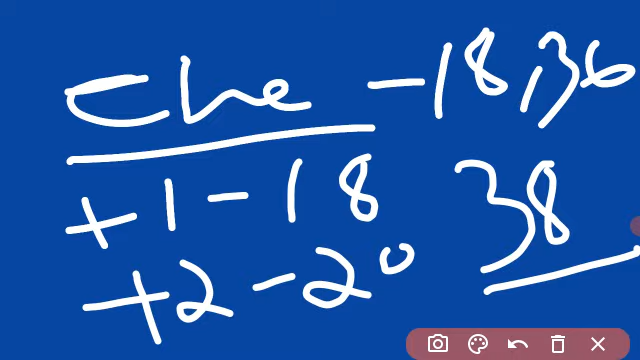 che - 18,36
+1 - 18 38
+2 - 20